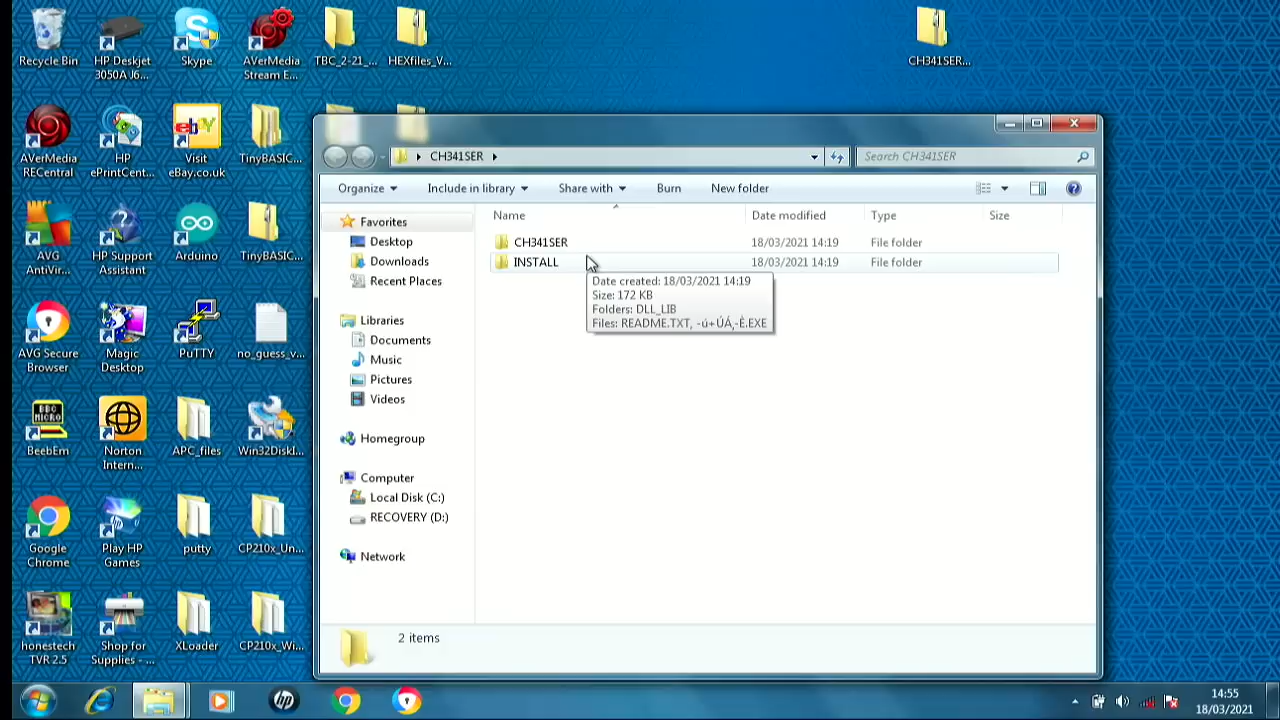 Recycle Bin
HP Deskjet
3050A J6...
Skype
AVerMedia
Stream E...
TBC_2-21_...
HEXfiles_V...
CH341SER...
AVerMedia
RECentral
HP
ePrintCent...
ebY
Visit
eBay.co.uk
TinyBASIC...
AVG
AntiVir...
HP Support
Assistant
Arduino
TinyBASIC...
AVG Secure
Browser
Magic
Desktop
PuTTY
no_guess_v...
BBC
MICRO
BeebEm
Norton
Intern...
APC_files
Win32DiskI...
Google
Chrome
Play HP
Games
putty
CP210x_Un...
honestech
TVR 2.5
Shop for
Supplies - ...
XLoader
CP210x_Wi...
CH341SER
Search CH341SER
Organize
Include in library
Share with
Burn
New folder
Favorites
Desktop
Downloads
Recent Places
Libraries
Documents
Music
Pictures
Videos
Homegroup
Computer
Local Disk (C:)
RECOVERY (D:)
Network
Name Date modified Type Size
CH341SER 18/03/2021 14:19 File folder
INSTALL 18/03/2021 14:19 File folder
Date created: 18/03/2021 14:19
Size: 172 KB
Folders: DLL_LIB
Files: README.TXT, -ú+ÚÁ,-È.EXE
2 items
hp
14:55
18/03/2021